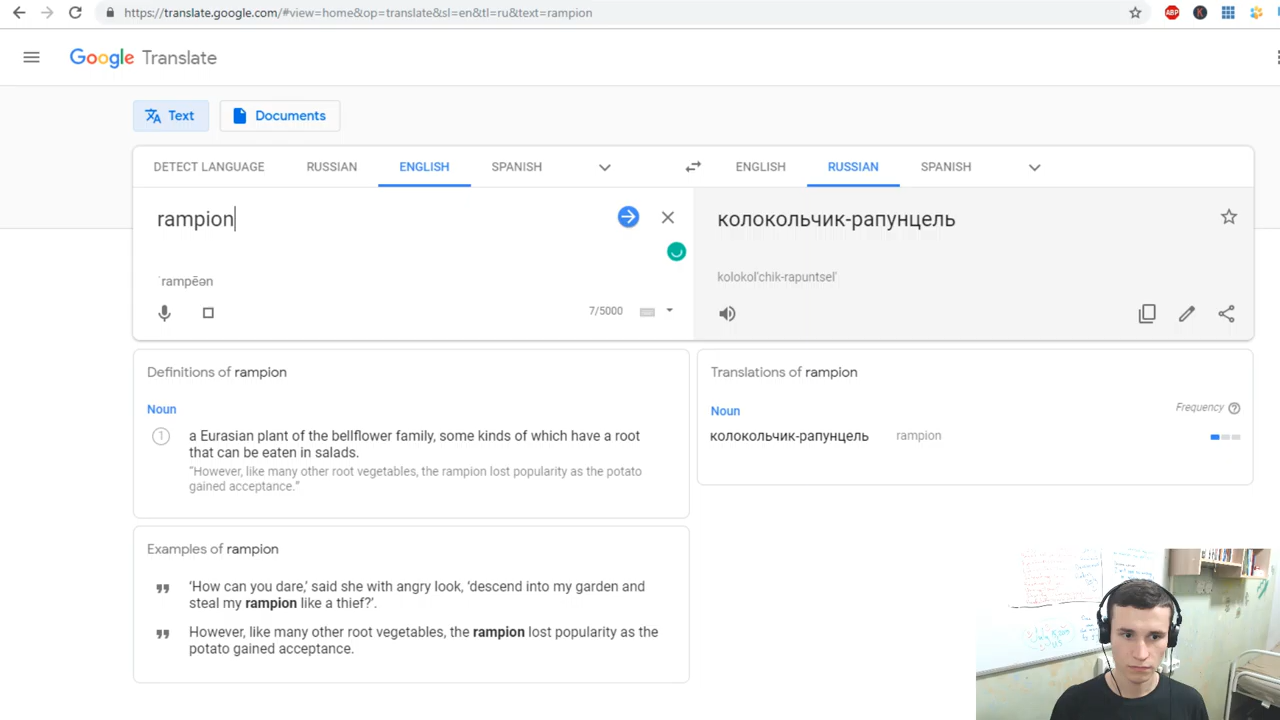 https://translate.google.com/#view=home&op=translate&sl=en&tl=ru&text=rampion
ABP
K
Google Translate
Text
Documents
DETECT LANGUAGE RUSSIAN ENGLISH SPANISH
ENGLISH RUSSIAN SPANISH
rampion
колокольчик-рапунцель
ˈrampēən
kolokol'chik-rapuntsel'
7/5000
Definitions of rampion
Noun
1 a Eurasian plant of the bellflower family, some kinds of which have a root
that can be eaten in salads.
"However, like many other root vegetables, the rampion lost popularity as the potato
gained acceptance."
Translations of rampion
Noun
Frequency
колокольчик-рапунцель rampion
Examples of rampion
‘How can you dare,’ said she with angry look, ‘descend into my garden and
steal my rampion like a thief?’.
However, like many other root vegetables, the rampion lost popularity as the
potato gained acceptance.